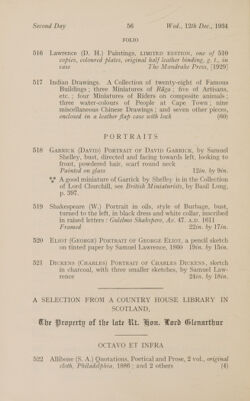 Second Day 56 Wed., 12th Dec., 1934
FOLIO
516 Lawrence (D. H.) Paintings, LIMITED EDITION, one of 510
copies, coloured plates, original half leather binding, g. t., in
case The Mandrake Press, [1929]
517 Indian Drawings. A Collection of twenty-eight of Famous
Buildings; three Miniatures of Rāga; five of Artisans,
etc.; four Miniatures of Riders on composite animals;
three water-colours of People at Cape Town; nine
miscellaneous Chinese Drawings; and seven other pieces,
enclosed in a leather flap case with lock (60)
PORTRAITS
518 GARRICK (DAVID) PORTRAIT OF DAVID GARRICK, by Samuel
Shelley, bust, directed and facing towards left, looking to
front, powdered hair, scarf round neck
Painted on glass 12in. by 9in.
⁂ A good miniature of Garrick by Shelley is in the Collection
of Lord Churchill, see British Miniaturists, by Basil Long,
p. 397.
519 Shakespeare (W.) Portrait in oils, style of Burbage, bust,
turned to the left, in black dress and white collar, inscribed
in raised letters: Gulielmo Shakspere, Ae. 47. A.D. 1611
Framed 22in. by 17in.
520 ELIOT (GEORGE) PORTRAIT OF GEORGE ELIOT, a pencil sketch
on tinted paper by Samuel Lawrence, 1860 19in. by 15in.
521 DICKENS (CHARLES) PORTRAIT OF CHARLES DICKENS, sketch
in charcoal, with three smaller sketches, by Samuel Law-
rence 24in. by 18in.
A SELECTION FROM A COUNTRY HOUSE LIBRARY IN
SCOTLAND,
The Property of the late Rt. Hon. Lord Glenarthur
OCTAVO ET INFRA
522 Allibone (S. A.) Quotations, Poetical and Prose, 2 vol., original
cloth, Philadelphia, 1886; and 2 others (4)